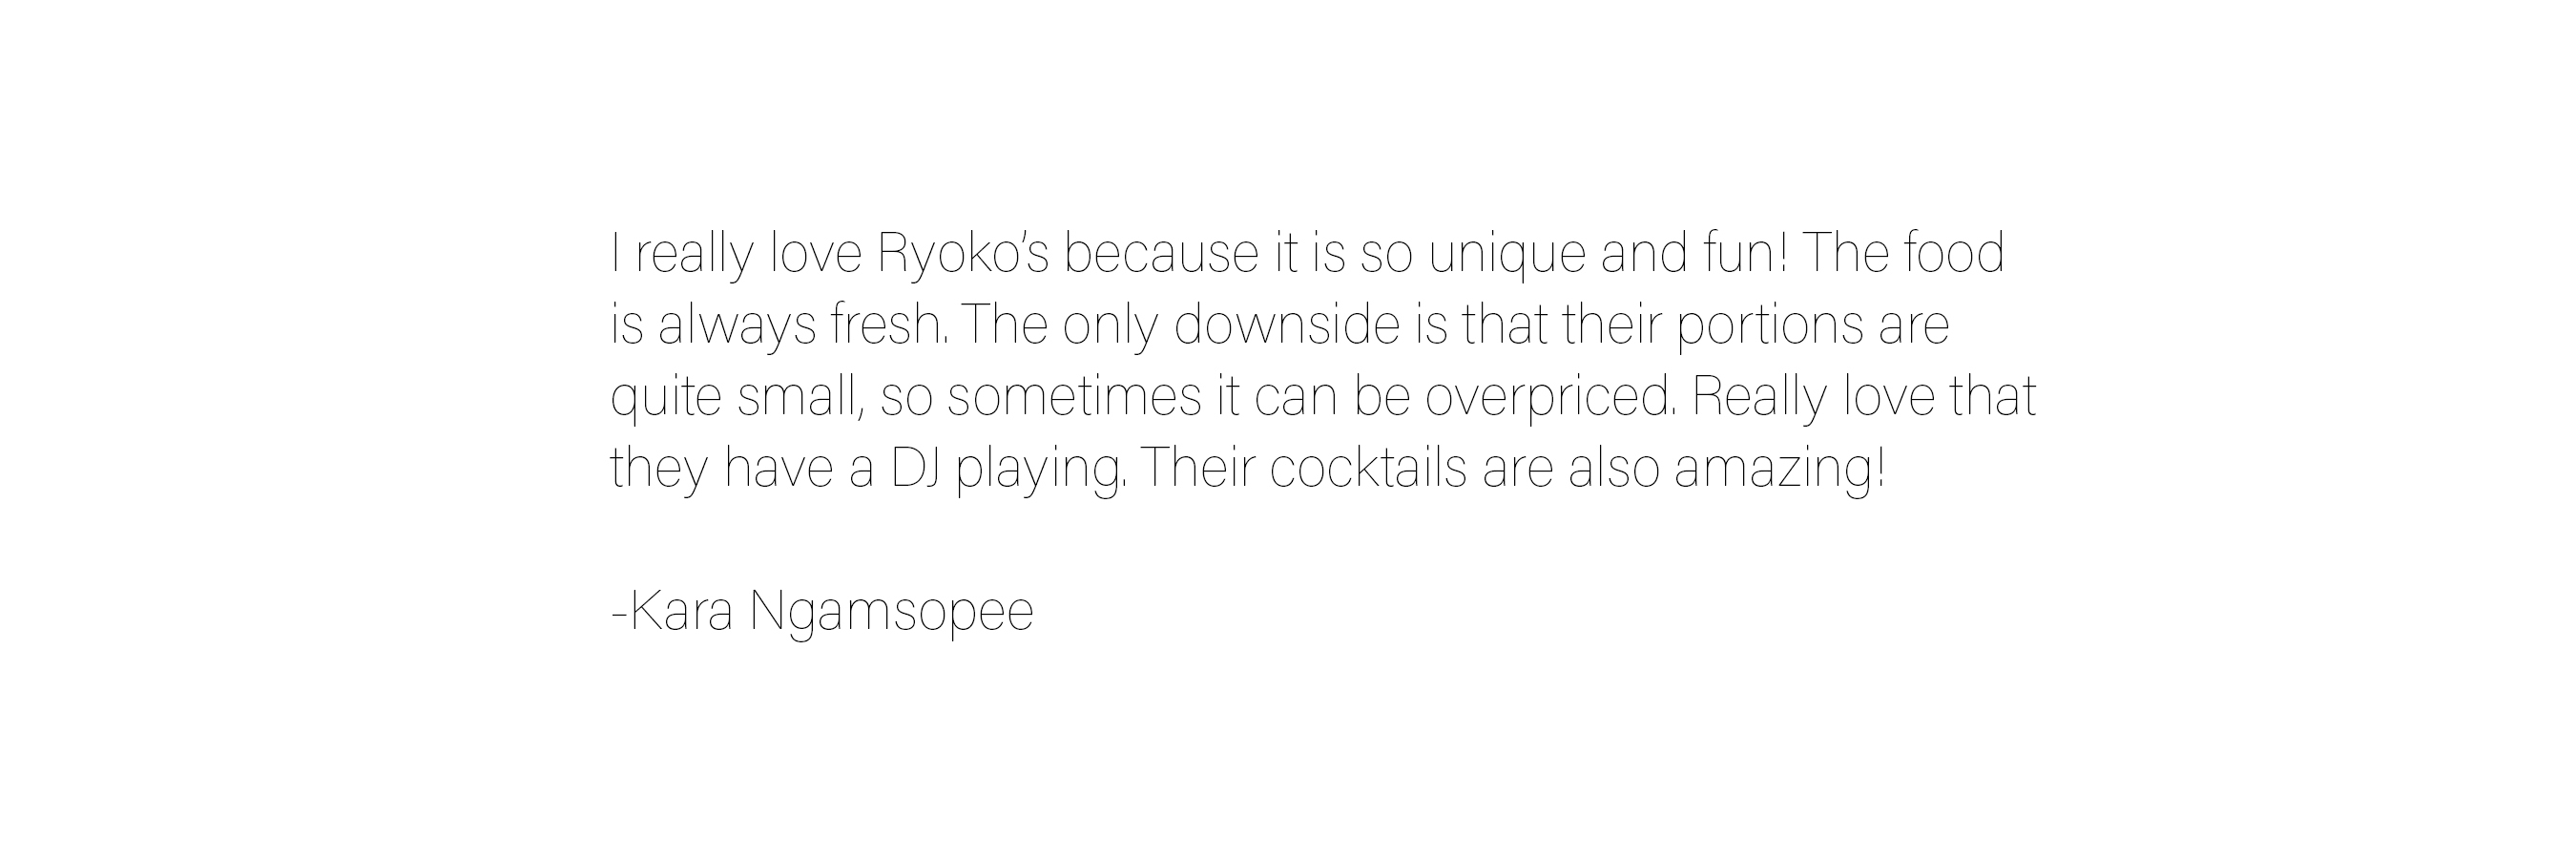 I really love Ryoko’s because it is so unique and fun! The food
is always fresh. The only downside is that their portions are
quite small, so sometimes it can be overpriced. Really love that
they have a DJ playing. Their cocktails are also amazing!
-Kara Ngamsopee